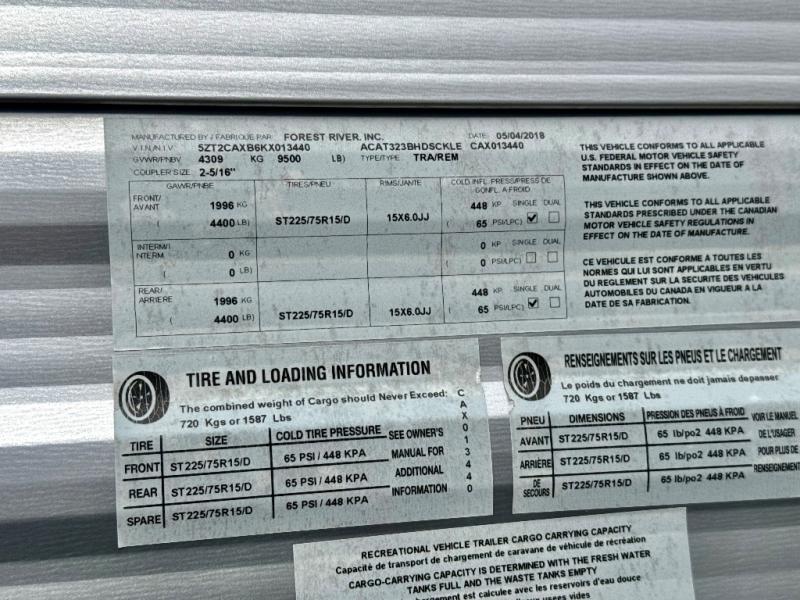 MANUFACTURED BY / FABRIQUE PAR: FOREST RIVER, INC. DATE: 05/04/2018
V.I.N./N.I.V 5ZT2CAXB6KX013440 ACAT323BHDSCKLE CAX013440
GVWR/PNBV 4309 KG 9500 LB) TYPE/TYPE: TRA/REM
COUPLER SIZE: 2-5/16"
GAWR/PNBE TIRES/PNEU RIMS/JANTE COLD INFL.PRESS/PRESS DE GONFL. A FROID
FRONT/ AVANT 1996 KG 448 KP SINGLE DUAL
( 4400 LB) ST225/75R15/D 15X6.0JJ ( 65 PSI/LPC)
INTERM/ INTERM 0 KG 0 KP SINGLE DUAL
( 0 LB) ( 0 PSI/LPC)
REAR/ ARRIERE 1996 KG 448 KP SINGLE DUAL
( 4400 LB) ST225/75R15/D 15X6.0JJ ( 65 PSI/LPC)
THIS VEHICLE CONFORMS TO ALL APPLICABLE
U.S. FEDERAL MOTOR VEHICLE SAFETY
STANDARDS IN EFFECT ON THE DATE OF
MANUFACTURE SHOWN ABOVE.
THIS VEHICLE CONFORMS TO ALL APPLICABLE
STANDARDS PRESCRIBED UNDER THE CANADIAN
MOTOR VEHICLE SAFETY REGULATIONS IN
EFFECT ON THE DATE OF MANUFACTURE.
CE VEHICULE EST CONFORME A TOUTES LES
NORMES QUI LUI SONT APPLICABLES EN VERTU
DU REGLEMENT SUR LA SECURITE DES VEHICULES
AUTOMOBILES DU CANADA EN VIGUEUR A LA
DATE DE SA FABRICATION.
TIRE AND LOADING INFORMATION
The combined weight of Cargo should Never Exceed:
720 Kgs or 1587 Lbs
TIRE SIZE COLD TIRE PRESSURE SEE OWNER'S
FRONT ST225/75R15/D 65 PSI / 448 KPA MANUAL FOR
REAR ST225/75R15/D 65 PSI / 448 KPA ADDITIONAL
SPARE ST225/75R15/D 65 PSI / 448 KPA INFORMATION
CAX013440
RENSEIGNEMENTS SUR LES PNEUS ET LE CHARGEMENT
Le poids du chargement ne doit jamais depasser
720 Kgs or 1587 Lbs
PNEU DIMENSIONS PRESSION DES PNEUS À FROID VOIR LE MANUEL
AVANT ST225/75R15/D 65 lb/po2 448 KPA DE L'USAGER
ARRIÈRE ST225/75R15/D 65 lb/po2 448 KPA POUR PLUS DE
DE SECOURS ST225/75R15/D 65 lb/po2 448 KPA RENSEIGNEMENT
RECREATIONAL VEHICLE TRAILER CARGO CARRYING CAPACITY
Capacité de transport de chargement de caravane de véhicule de récréation
CARGO-CARRYING CAPACITY IS DETERMINED WITH THE FRESH WATER
TANKS FULL AND THE WASTE TANKS EMPTY
est calculee avec les reservoirs d'eau douce
usees vides